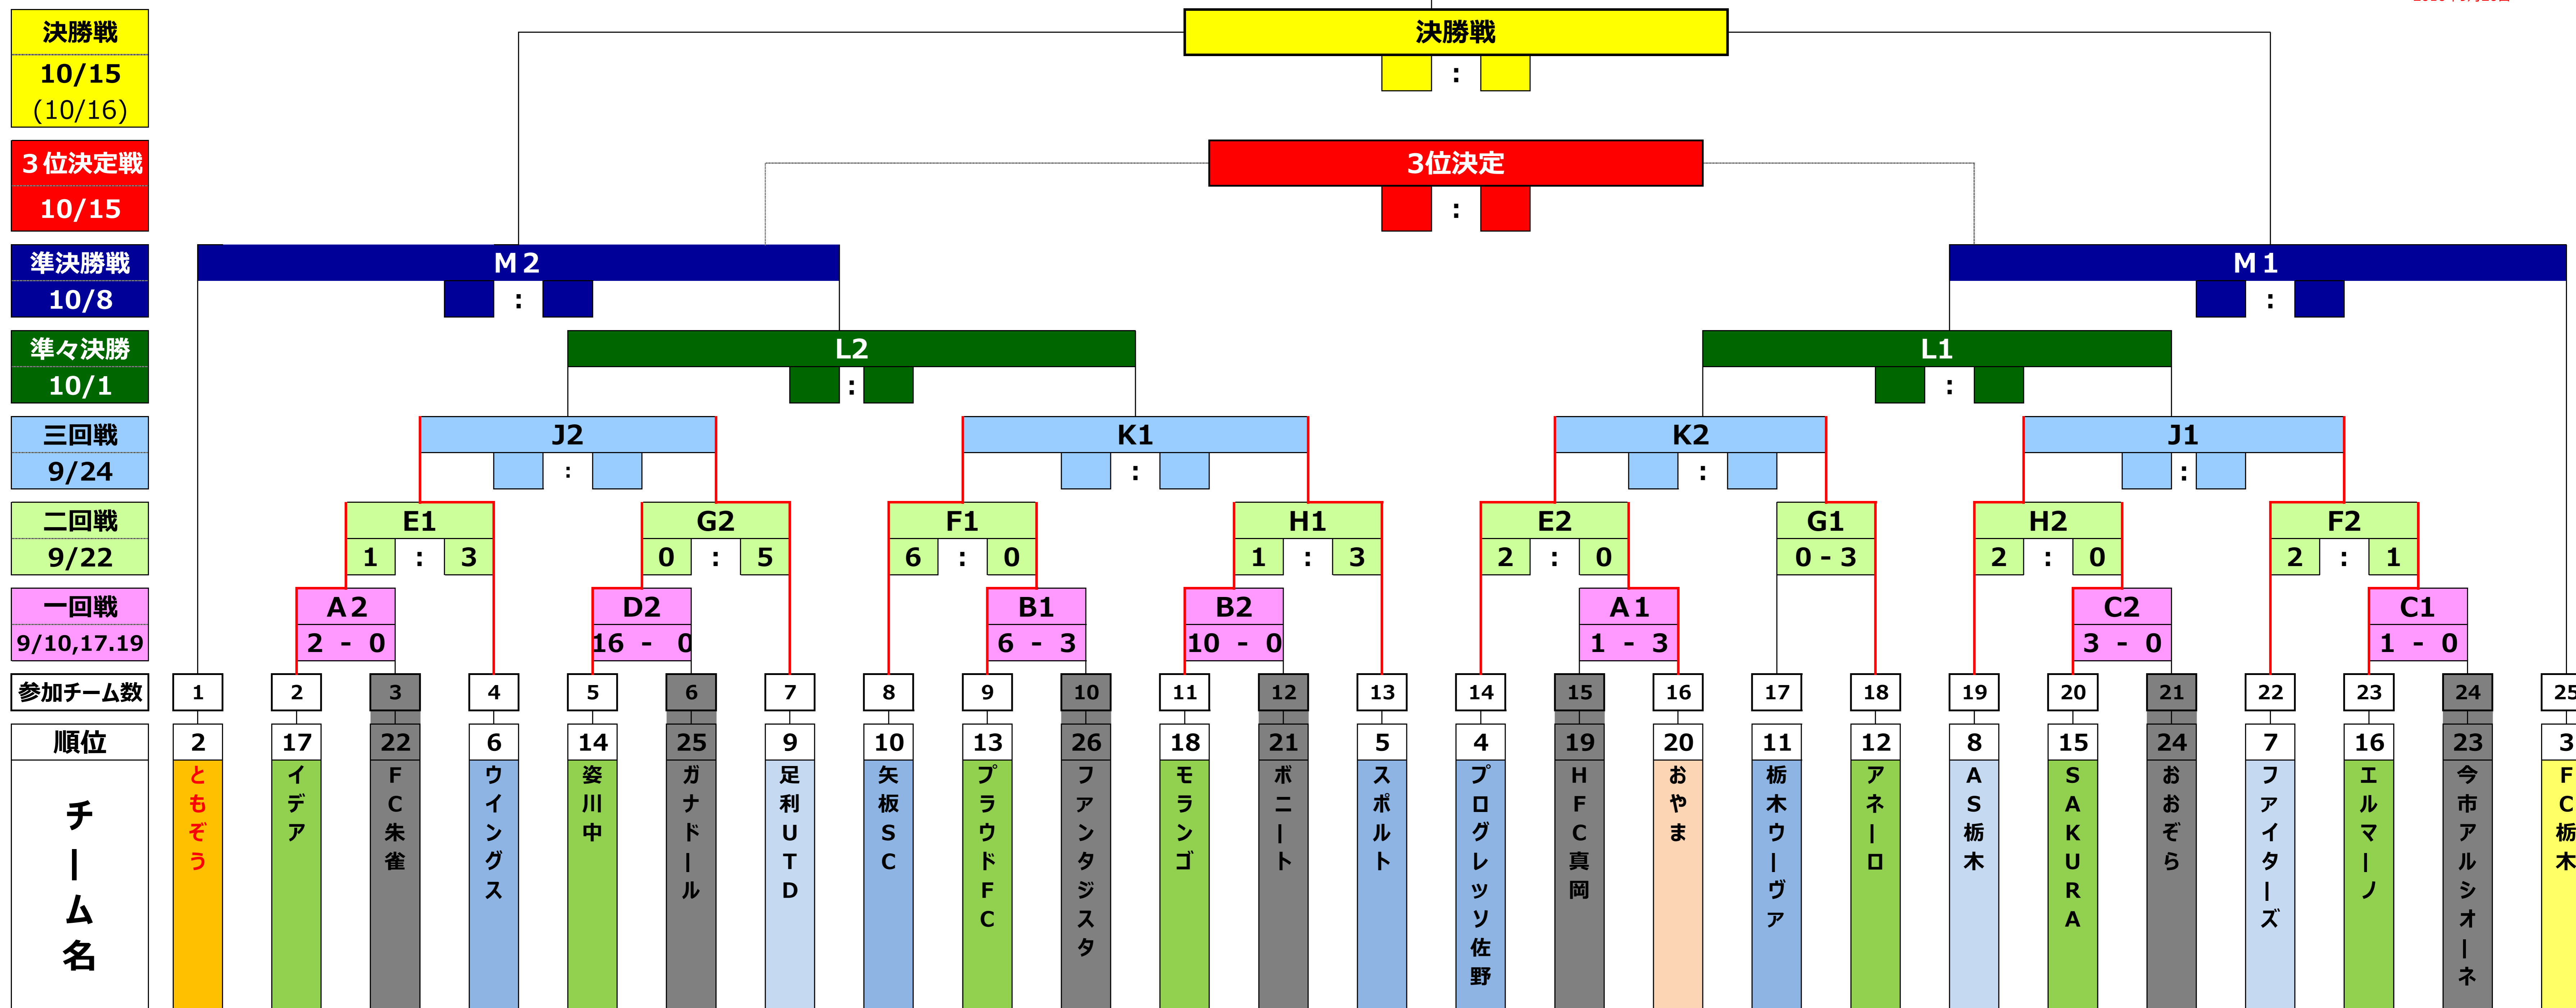 決勝戦
10/15
(10/16)
決勝戦
:
３位決定戦
10/15
3位決定
:
準決勝戦
10/8
M２
:
M１
:
準々決勝
10/1
L2
:
L1
:
三回戦
9/24
J2
:
K1
:
K2
:
J1
:
二回戦
9/22
E1
1 : 3
G2
0 : 5
F1
6 : 0
H1
1 : 3
E2
2 : 0
G1
0 - 3
H2
2 : 0
F2
2 : 1
一回戦
9/10,17.19
A２
2 - 0
D2
16 - 0
B1
6 - 3
B2
10 - 0
A１
1 - 3
C2
3 - 0
C1
1 - 0
参加チーム数 1 2 3 4 5 6 7 8 9 10 11 12 13 14 15 16 17 18 19 20 21 22 23 24 25
順位 2 17 22 6 14 25 9 10 13 26 18 21 5 4 19 20 11 12 8 15 24 7 16 23 3
チーム名
ともぞう
イデア
FC朱雀
ウイングス
姿川中
ガナドール
足利UTD
矢板SC
プラウドFC
ファンタジスタ
モランゴ
ボニート
スポルト
プログレッソ佐野
HFC真岡
おやま
栃木ウーヴァ
アネーロ
AS栃木
SAKURA
おおぞら
ファイターズ
エルマーノ
今市アルシオーネ
FC栃木